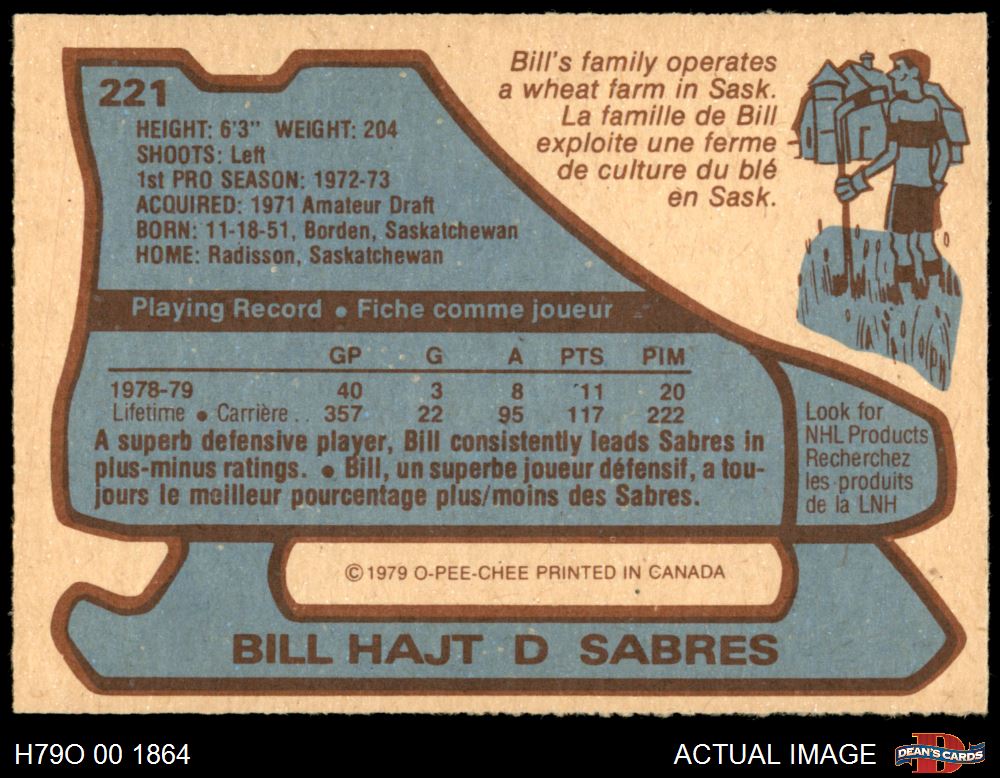 221
HEIGHT: 6'3" WEIGHT: 204
SHOOTS: Left
1st PRO SEASON: 1972-73
ACQUIRED: 1971 Amateur Draft
BORN: 11-18-51, Borden, Saskatchewan
HOME: Radisson, Saskatchewan
Bill's family operates
a wheat farm in Sask.
La famille de Bill
exploite une ferme
de culture du blé
en Sask.
Playing Record • Fiche comme joueur
GP G A PTS PIM
1978-79 40 3 8 11 20
Lifetime • Carrière . . 357 22 95 117 222
A superb defensive player, Bill consistently leads Sabres in
plus-minus ratings. • Bill, un superbe joueur défensif, a tou-
jours le meilleur pourcentage plus/moins des Sabres.
Look for
NHL Products
Recherchez
les produits
de la LNH
© 1979 O-PEE-CHEE PRINTED IN CANADA
BILL HAJT D SABRES
H79O 00 1864
ACTUAL IMAGE
DEAN'S CARDS